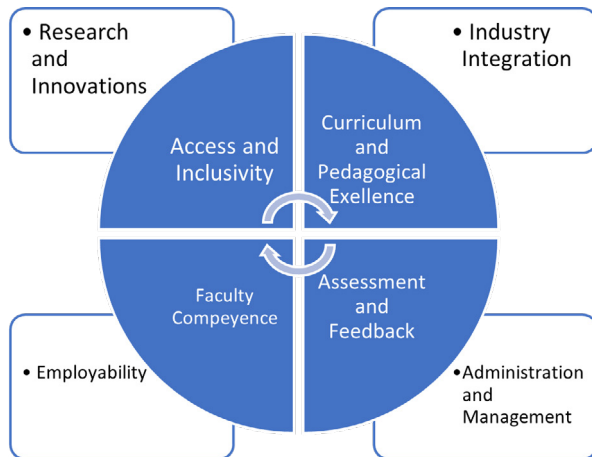 • Research
and
Innovations
• Industry
Integration
Access and
Inclusivity
Curriculum
and
Pedagogical
Exellence
Faculty
Compeyence
Assessment
and
Feedback
• Employability
•Administration
and
Management